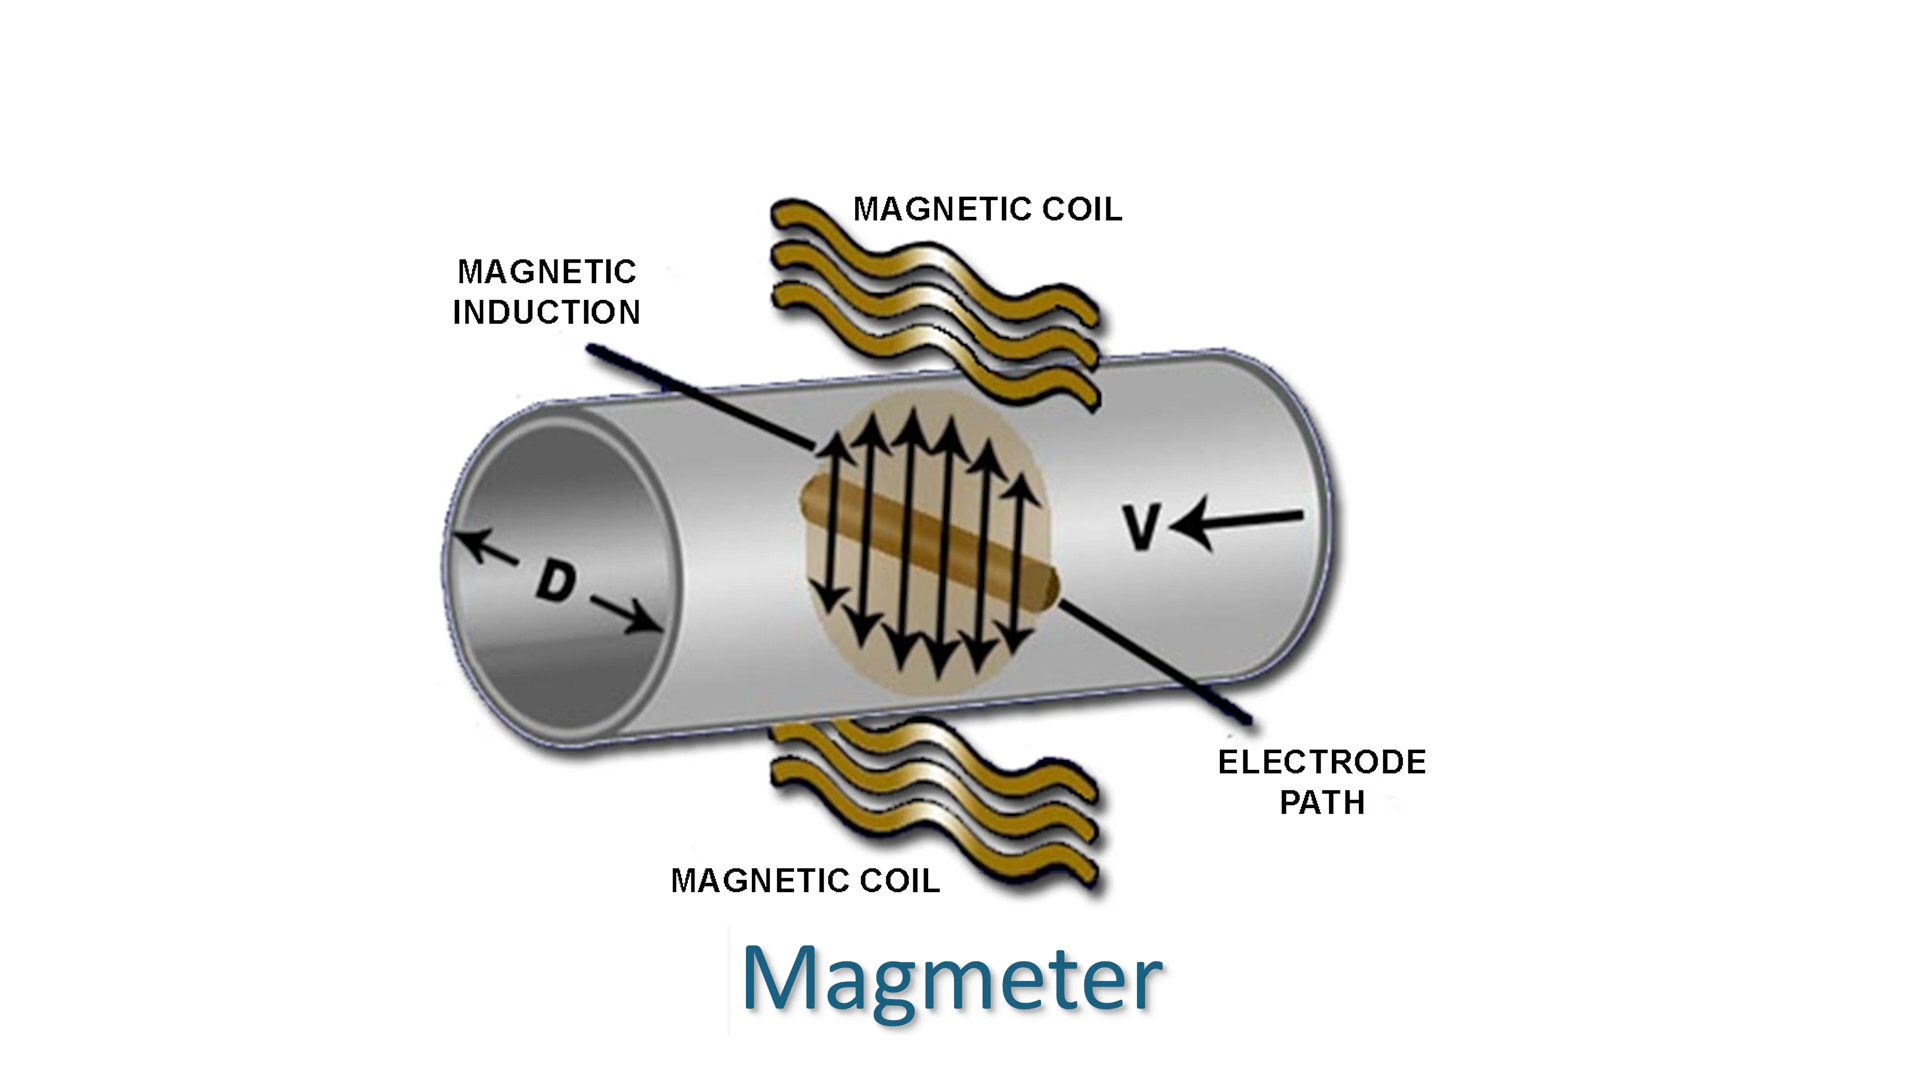 MAGNETIC COIL
MAGNETIC
INDUCTION
V
D
ELECTRODE
PATH
MAGNETIC COIL
Magmeter